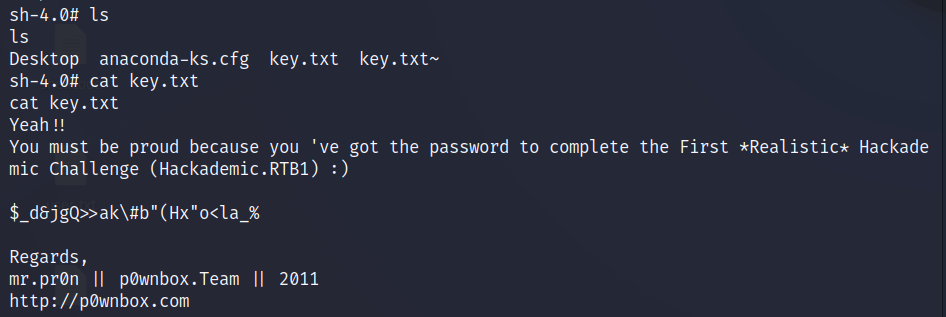 sh-4.0# ls
ls
Desktop  anaconda-ks.cfg  key.txt  key.txt~
sh-4.0# cat key.txt
cat key.txt
Yeah!!
You must be proud because you 've got the password to complete the First *Realistic* Hackade
mic Challenge (Hackademic.RTB1) :)
$_d&jgQ>>ak\#b"(Hx"o<la_%
Regards,
mr.pr0n || p0wnbox.Team || 2011
http://p0wnbox.com